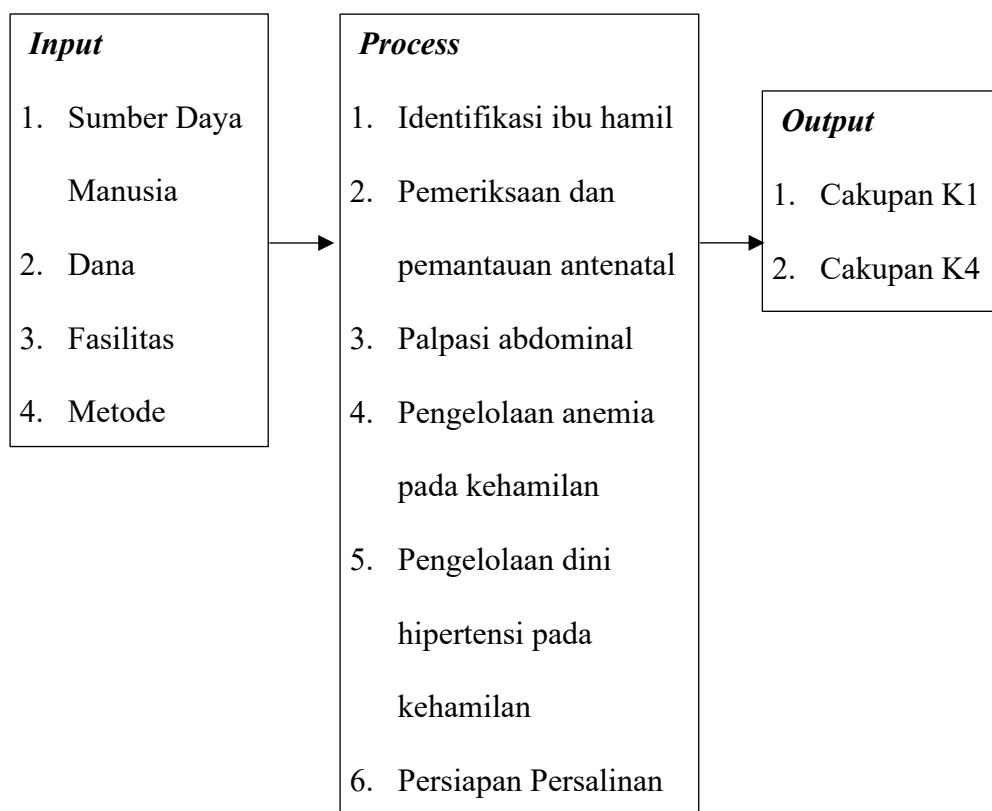 Input
1. Sumber Daya
Manusia
2. Dana
3. Fasilitas
4. Metode
Process
1. Identifikasi ibu hamil
2. Pemeriksaan dan
pemantauan antenatal
3. Palpasi abdominal
4. Pengelolaan anemia
pada kehamilan
5. Pengelolaan dini
hipertensi pada
kehamilan
6. Persiapan Persalinan
Output
1. Cakupan K1
2. Cakupan K4